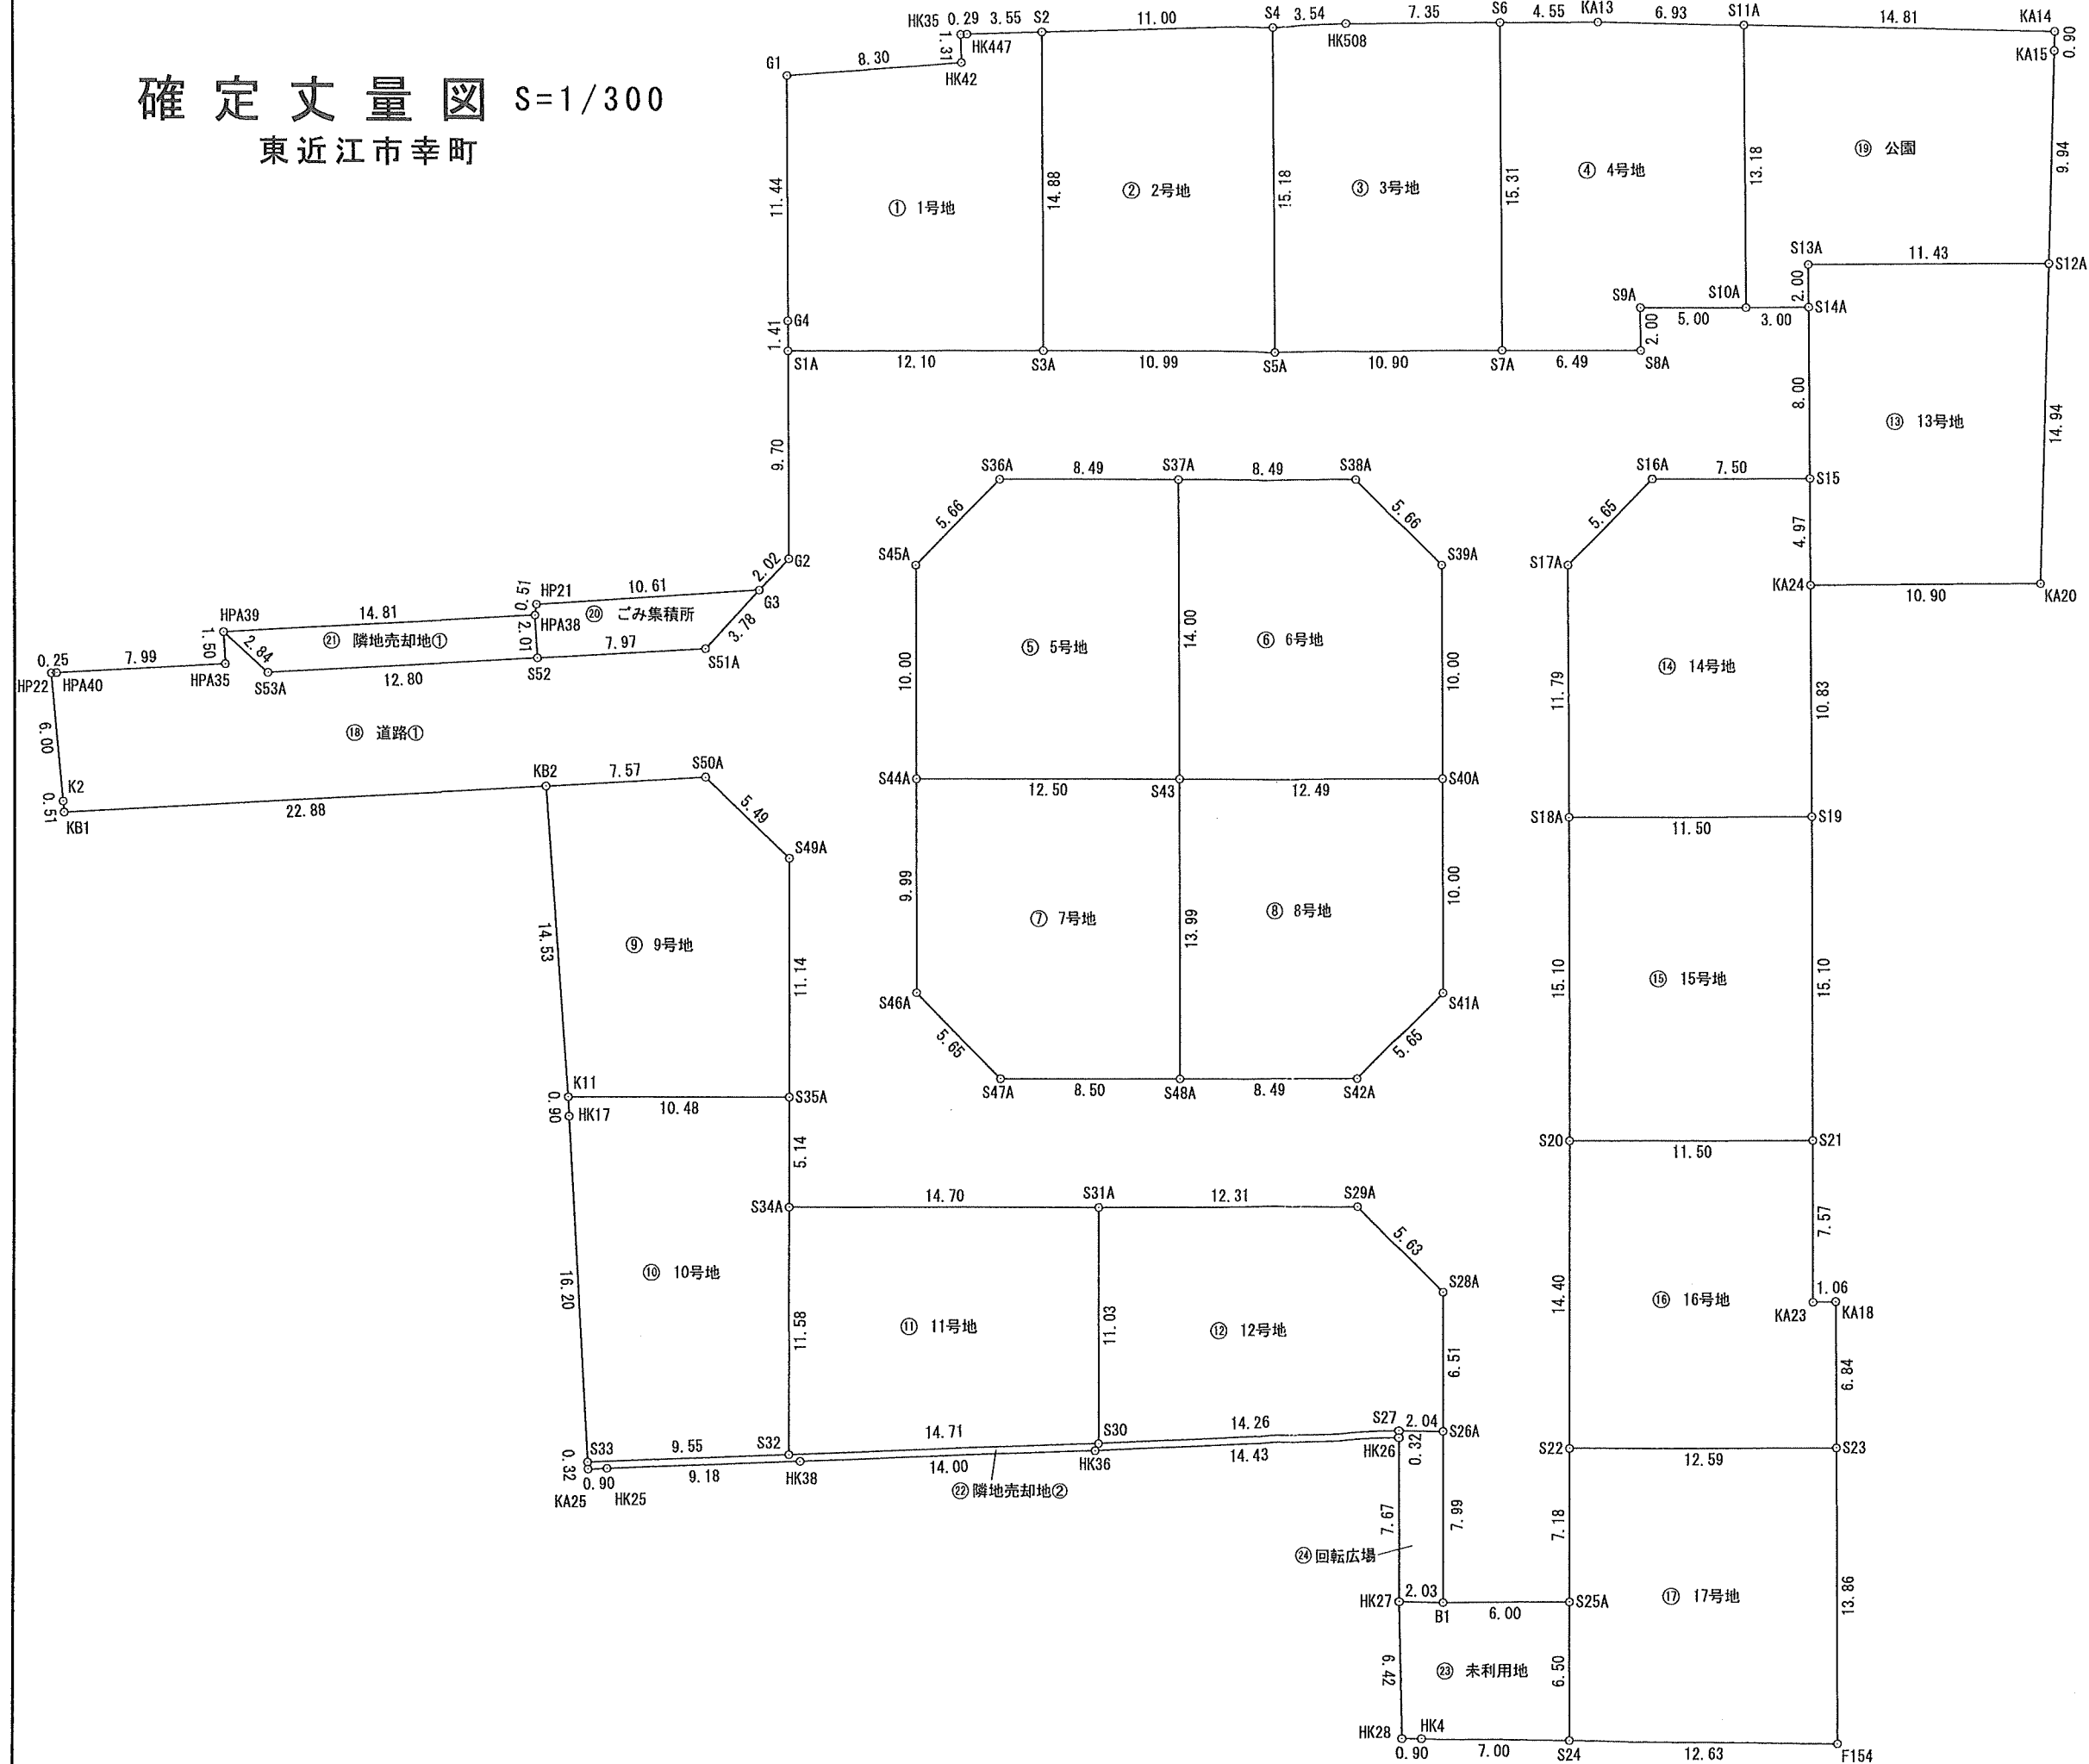 確定丈量図 S=1/300
東近江市幸町
HK35 0.29 3.55 S2 11.00 S4 3.54 7.35 S6 4.55 KA13 6.93 S11A 14.81 KA14
HK447 HK508
1.31 0.90
G1 8.30 HK42 KA15
11.44 14.88 15.18 15.31 13.18 9.94
① 1号地
② 2号地
③ 3号地
④ 4号地
⑲ 公園
S13A 11.43 S12A
2.00
S9A S10A S14A
2.00 5.00 3.00
G4
1.41
S1A 12.10 S3A 10.99 S5A 10.90 S7A 6.49 S8A
8.00
⑬ 13号地
14.94
9.70
S36A 8.49 S37A 8.49 S38A S16A 7.50 S15
5.66 5.66 5.65 4.97
S45A S39A S17A
G2
2.02
KA24 10.90 KA20
HP21 10.61 G3
0.51
HPA39 14.81 HPA38 ⑳ ごみ集積所
1.50 2.84 ㉑ 隣地売却地① 2.01 3.78
0.25 7.99 7.97 S51A
HP22 HPA40 HPA35 S53A 12.80 S52
10.00 ⑤ 5号地 14.00 ⑥ 6号地 10.00
11.79 ⑭ 14号地 10.83
6.00 ⑱ 道路①
K2 KB2 7.57 S50A
0.51
KB1 22.88 5.49
S44A 12.50 S43 12.49 S40A
S18A 11.50 S19
S49A
9.99 ⑦ 7号地 13.99 ⑧ 8号地 10.00
14.53 ⑨ 9号地 11.14
15.10 ⑮ 15号地 15.10
S46A S41A
5.65 5.65
S47A 8.50 S48A 8.49 S42A
K11
0.90 HK17 10.48 S35A
S20 11.50 S21
5.14
S34A 14.70 S31A 12.31 S29A
5.63
7.57
S28A
16.20 ⑩ 10号地 11.58 ⑪ 11号地 11.03 ⑫ 12号地 6.51
14.40 ⑯ 16号地 1.06
KA23 KA18
6.84
S33 9.55 S32 14.71 S30 14.26 S27 2.04 S26A
0.32 HK26 0.32
KA25 0.90 HK25 9.18 HK38 14.00 HK36 14.43
㉒隣地売却地②
S22 12.59 S23
7.67 7.99 7.18
㉔回転広場
HK27 2.03 B1 6.00 S25A
⑰ 17号地 13.86
6.42 ㉓ 未利用地 6.50
HK28 0.90 HK4 7.00 S24 12.63 F154